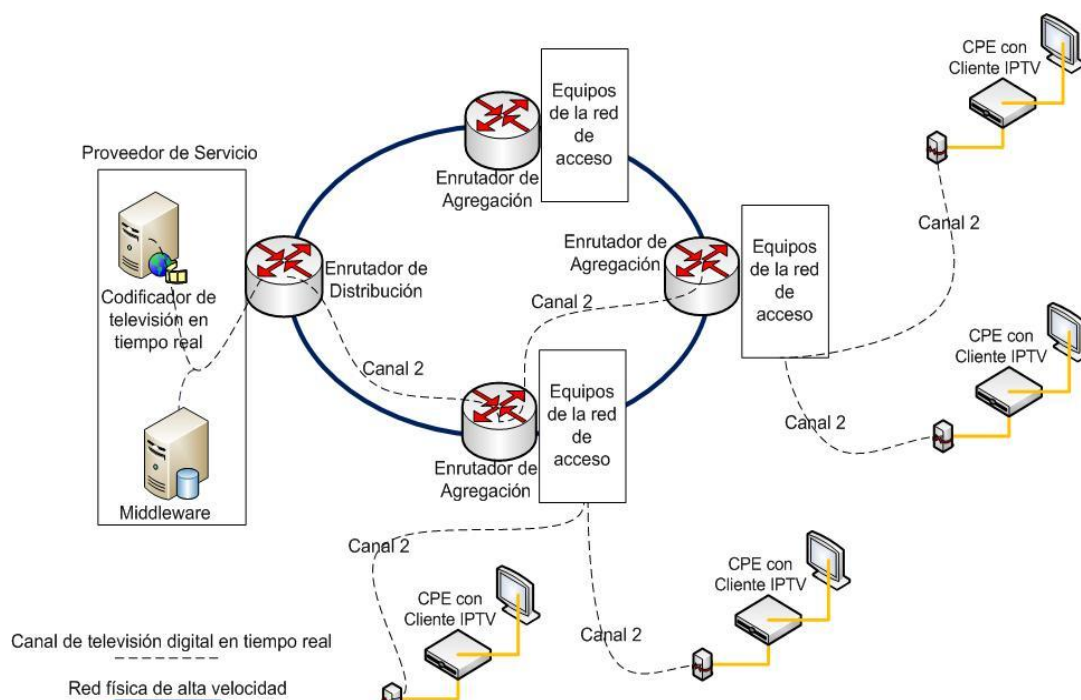 Proveedor de Servicio
Codificador de
televisión en
tiempo real
Middleware
Enrutador de
Distribución
Canal 2
Enrutador de
Agregación
Equipos
de la red
de
acceso
Enrutador de
Agregación
Equipos
de la red
de
acceso
Canal 2
Enrutador de
Agregación
Equipos
de la red
de
acceso
CPE con
Cliente IPTV
Canal 2
CPE con
Cliente IPTV
Canal 2
Canal 2
CPE con
Cliente IPTV
Canal 2
CPE con
Cliente IPTV
Canal de televisión digital en tiempo real
Red física de alta velocidad